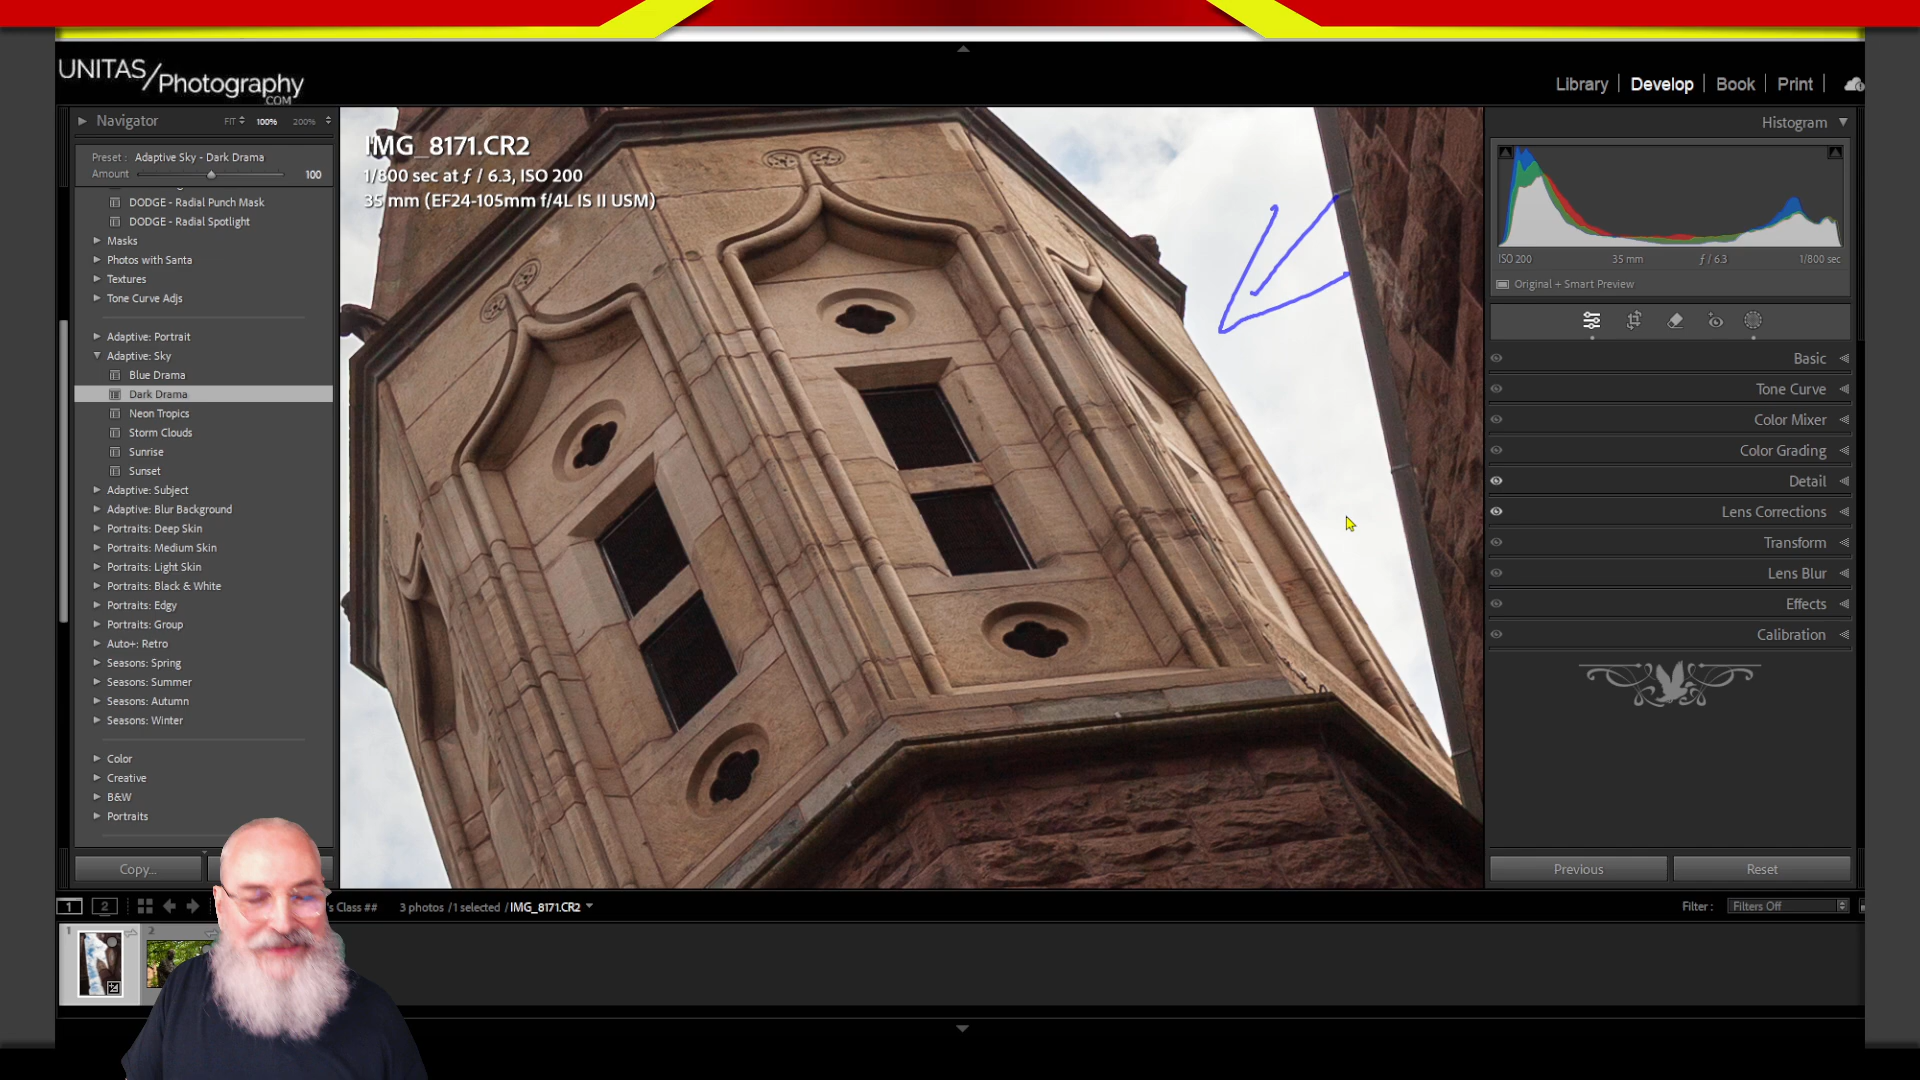 UNITAS/Photography
.COM
Library | Develop | Book | Print |
Navigator FIT 100% 200%
Preset : Adaptive Sky - Dark Drama
Amount 100
DODGE - Radial Punch Mask
DODGE - Radial Spotlight
Masks
Photos with Santa
Textures
Tone Curve Adjs
Adaptive: Portrait
Adaptive: Sky
Blue Drama
Dark Drama
Neon Tropics
Storm Clouds
Sunrise
Sunset
Adaptive: Subject
Adaptive: Blur Background
Portraits: Deep Skin
Portraits: Medium Skin
Portraits: Light Skin
Portraits: Black & White
Portraits: Edgy
Portraits: Group
Auto+: Retro
Seasons: Spring
Seasons: Summer
Seasons: Autumn
Seasons: Winter
Color
Creative
B&W
Portraits
Copy...
IMG_8171.CR2
1/800 sec at ƒ / 6.3, ISO 200
35 mm (EF24-105mm f/4L IS II USM)
Histogram
ISO 200 35 mm ƒ / 6.3 1/800 sec
Original + Smart Preview
Basic
Tone Curve
Color Mixer
Color Grading
Detail
Lens Corrections
Transform
Lens Blur
Effects
Calibration
Previous Reset
1 2 's Class ## 3 photos / 1 selected / IMG_8171.CR2 Filter : Filters Off
1 2